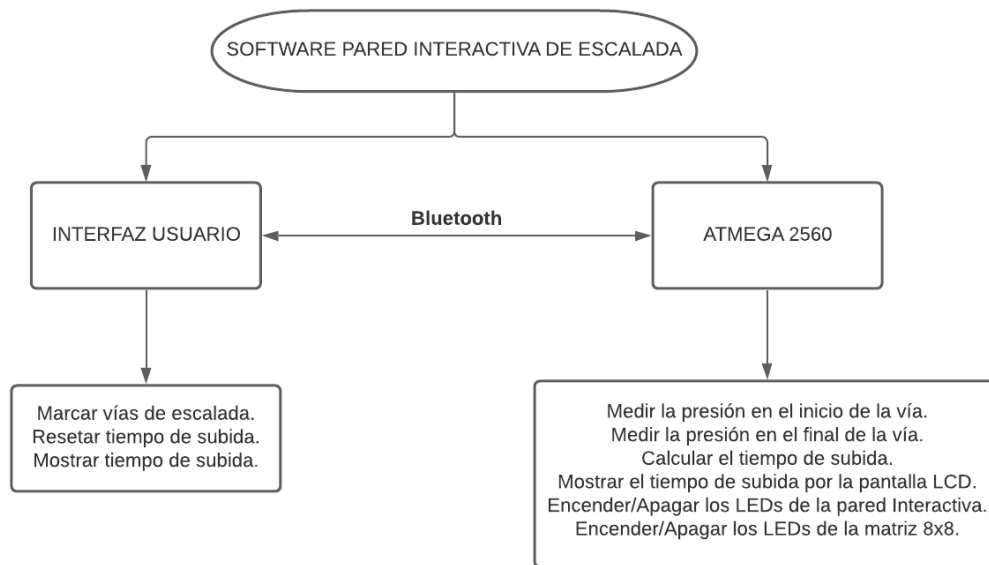 SOFTWARE PARED INTERACTIVA DE ESCALADA
INTERFAZ USUARIO
Bluetooth
ATMEGA 2560
Marcar vías de escalada.
Resetar tiempo de subida.
Mostrar tiempo de subida.
Medir la presión en el inicio de la vía.
Medir la presión en el final de la vía.
Calcular el tiempo de subida.
Mostrar el tiempo de subida por la pantalla LCD.
Encender/Apagar los LEDs de la pared Interactiva.
Encender/Apagar los LEDs de la matriz 8x8.